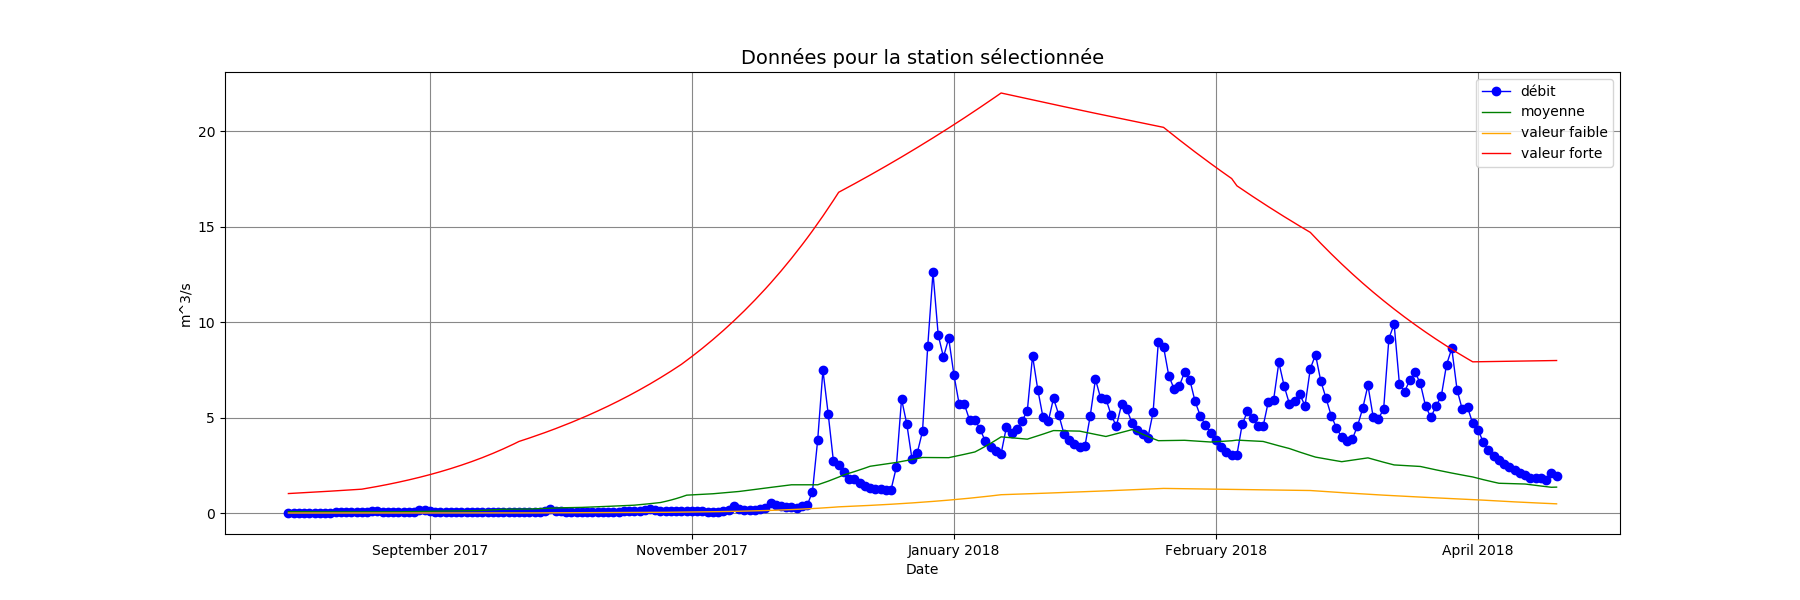 Données pour la station sélectionnée
débit
moyenne
valeur faible
valeur forte
20
15
10
5
0
m^3/s
September 2017
November 2017
January 2018
February 2018
April 2018
Date